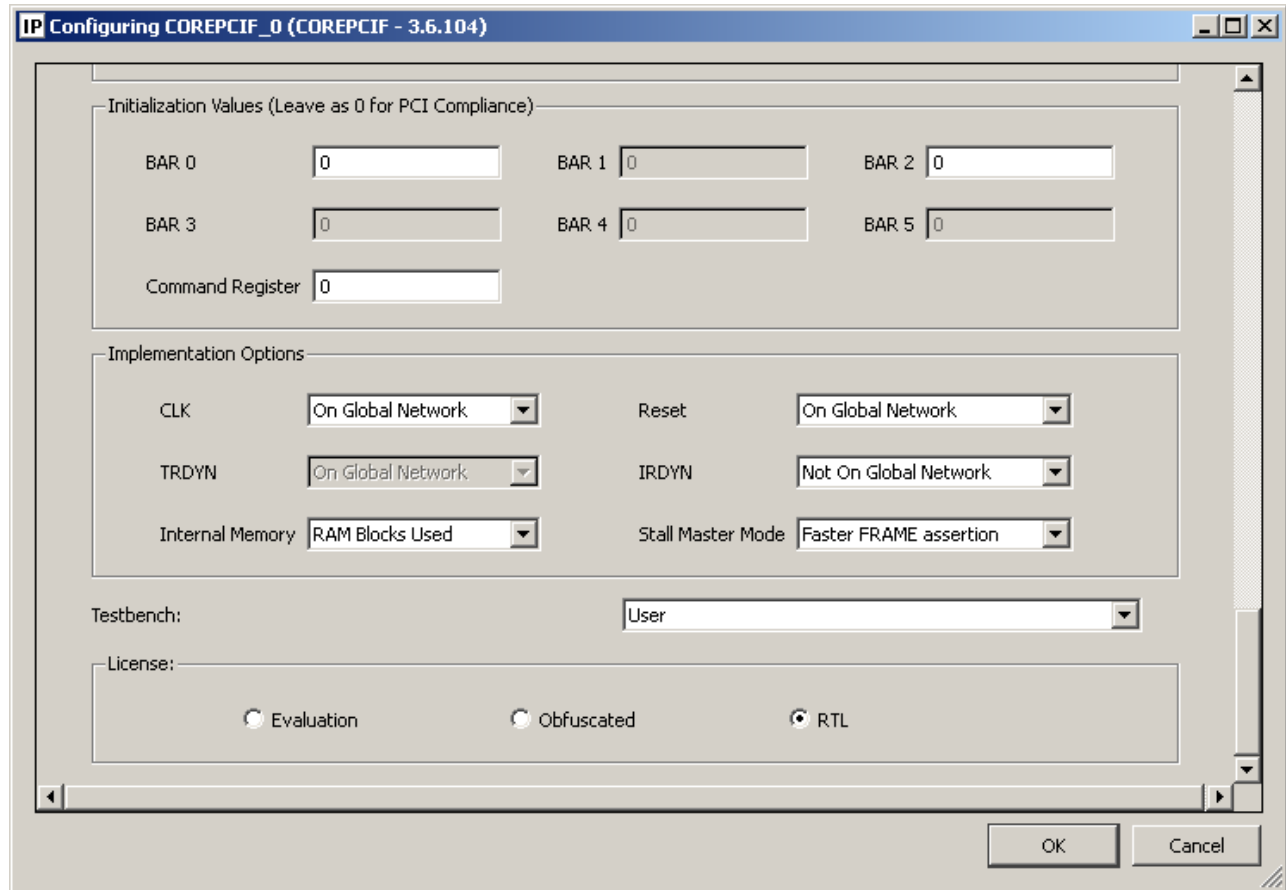 IP Configuring COREPCIF_0 (COREPCIF - 3.6.104)
Initialization Values (Leave as 0 for PCI Compliance)
BAR 0 0 BAR 1 0 BAR 2 0
BAR 3 0 BAR 4 0 BAR 5 0
Command Register 0
Implementation Options
CLK On Global Network Reset On Global Network
TRDYN On Global Network IRDYN Not On Global Network
Internal Memory RAM Blocks Used Stall Master Mode Faster FRAME assertion
Testbench: User
License:
Evaluation Obfuscated RTL
OK Cancel